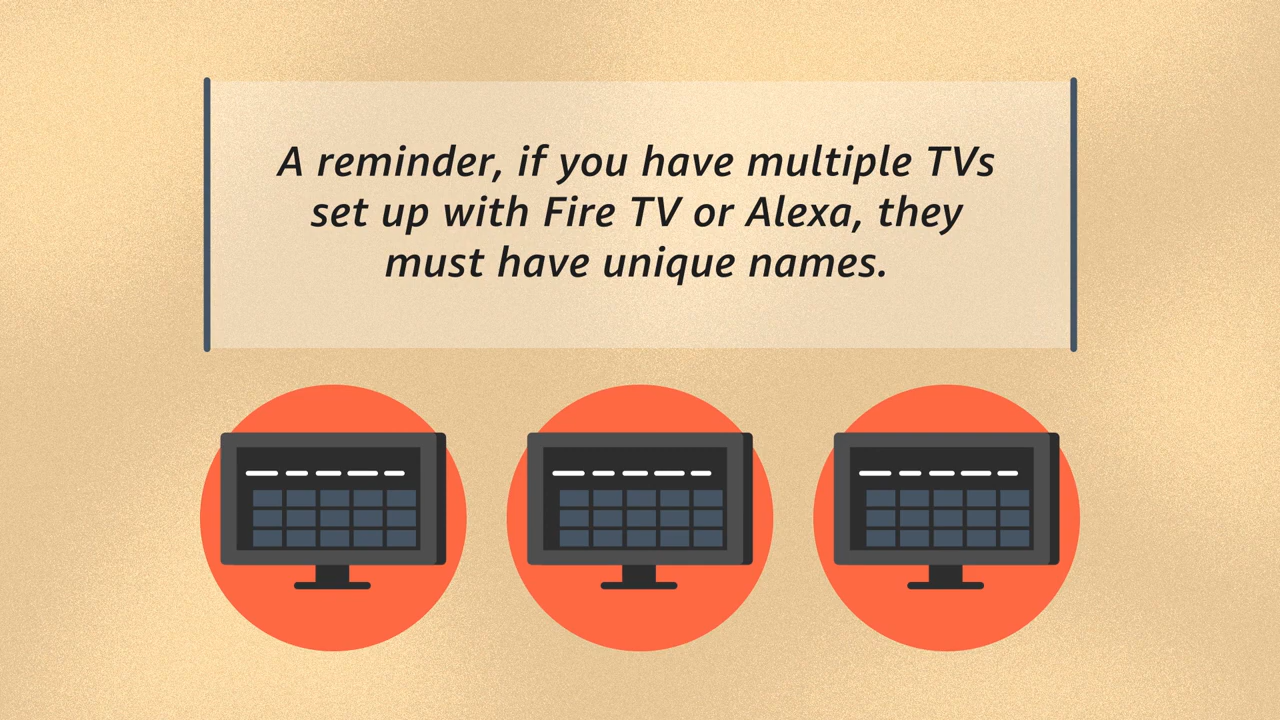 A reminder, if you have multiple TVs
set up with Fire TV or Alexa, they
must have unique names.